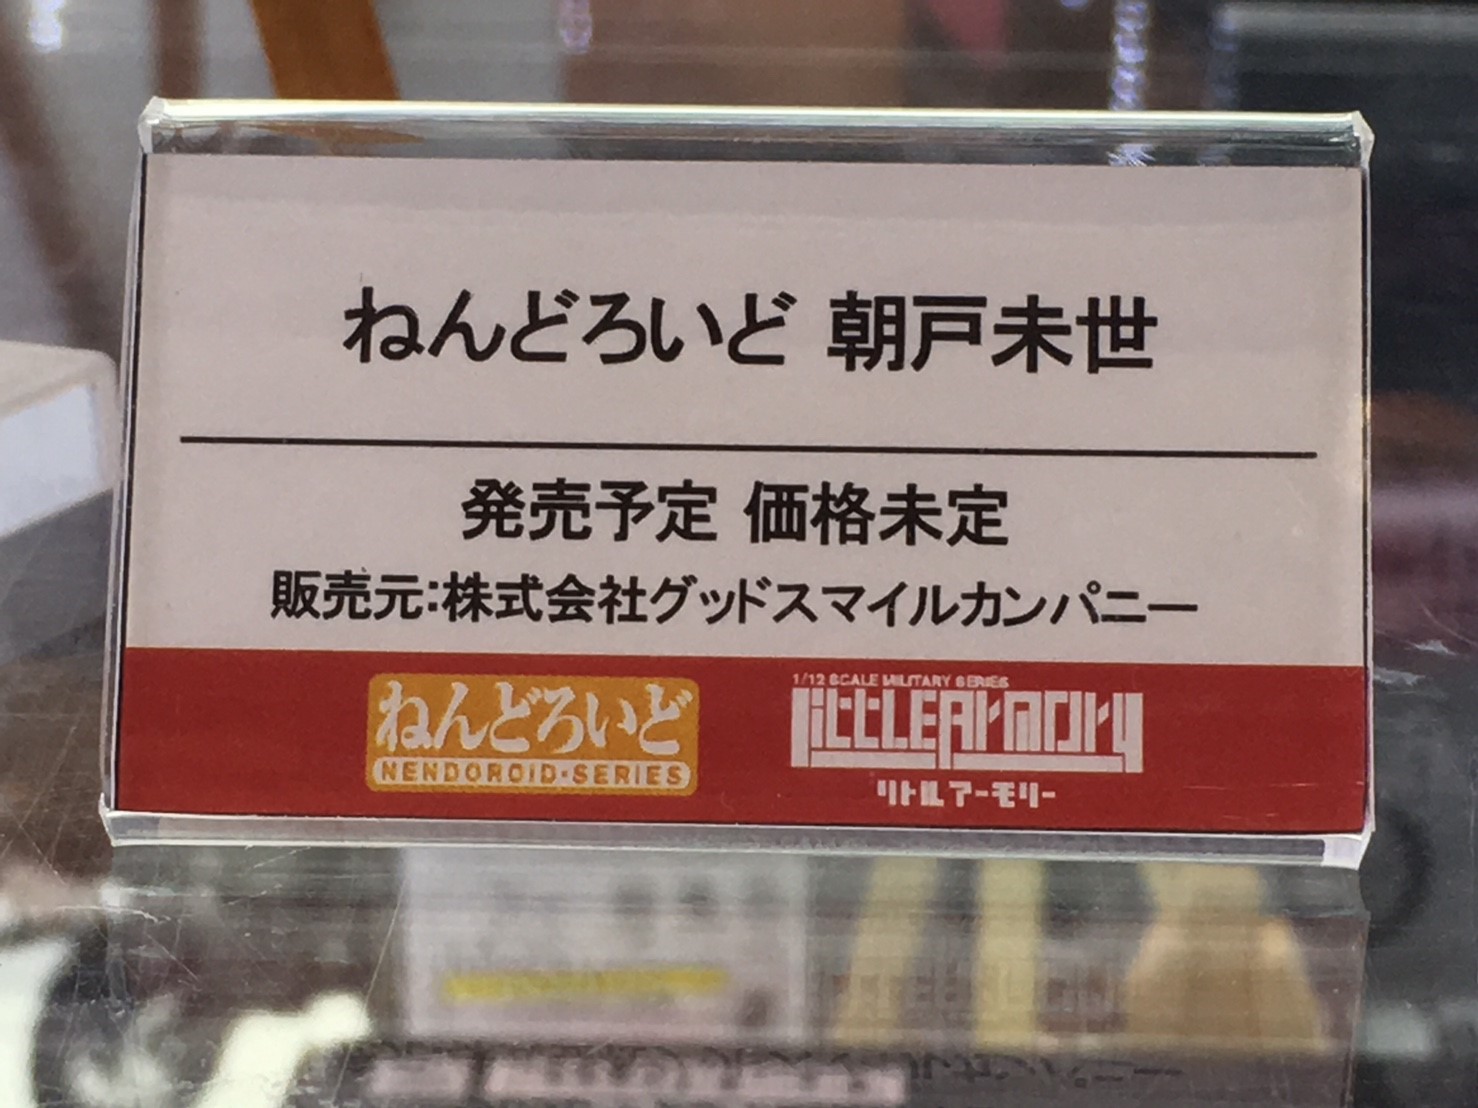 ねんどろいど 朝戸未世
発売予定 価格未定
販売元:株式会社グッドスマイルカンパニー
ねんどろいど
NENDOROID·SERIES
1/12 SCALE MILITARY SERIES
LittLEArmory
リトルアーモリー